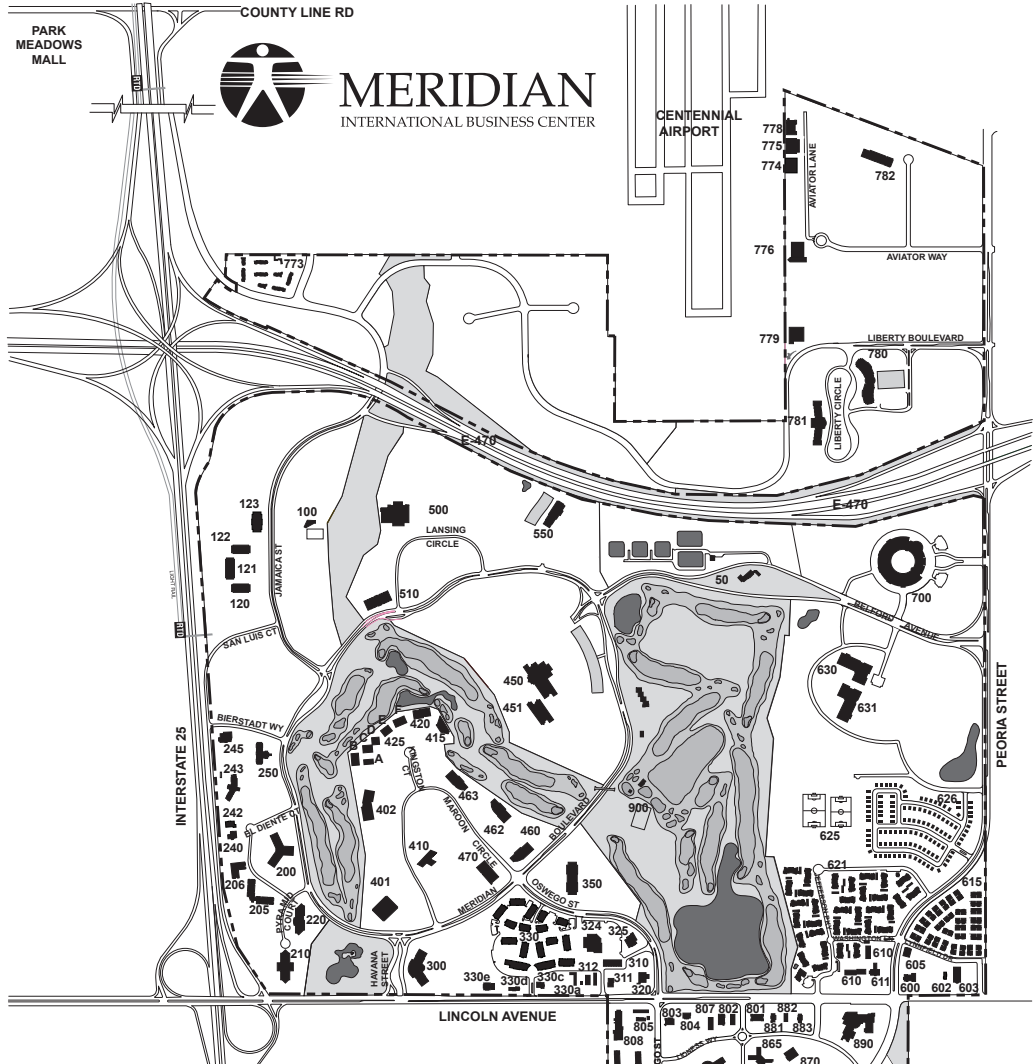 COUNTY LINE RD
PARK
MEADOWS
MALL
MERIDIAN
INTERNATIONAL BUSINESS CENTER
CENTENNIAL
AIRPORT
778
775
774
AVIATOR LANE
782
776
AVIATOR WAY
773
779
LIBERTY BOULEVARD
780
781
LIBERTY CIRCLE
E-470
E-470
123
100
500
550
122
LANSING
CIRCLE
121
JAMAICA ST
LIGHT RAIL
120
510
50
700
BELFORD
AVENUE
SAN LUIS CT
630
631
450
451
PEORIA STREET
INTERSTATE 25
BIERSTADT WY
245
250
243
242
240
EL DIENTE CT
200
206
205
PYRAMID
COURT
220
210
B C D E
A
425
420
415
KINGSTON
CT
463
402
MAROON
CIRCLE
462
460
BOULEVARD
410
470
401
MERIDIAN
350
OSWEGO ST
900
625
626
621
615
330
324
325
310
312
311
320
330e
330d
330c
330a
300
HAVANA
STREET
WASHINGTON LN
610
605
610
611
600
602
603
LINCOLN AVENUE
803
807
802
801
882
805
804
881
883
808
890
865
870